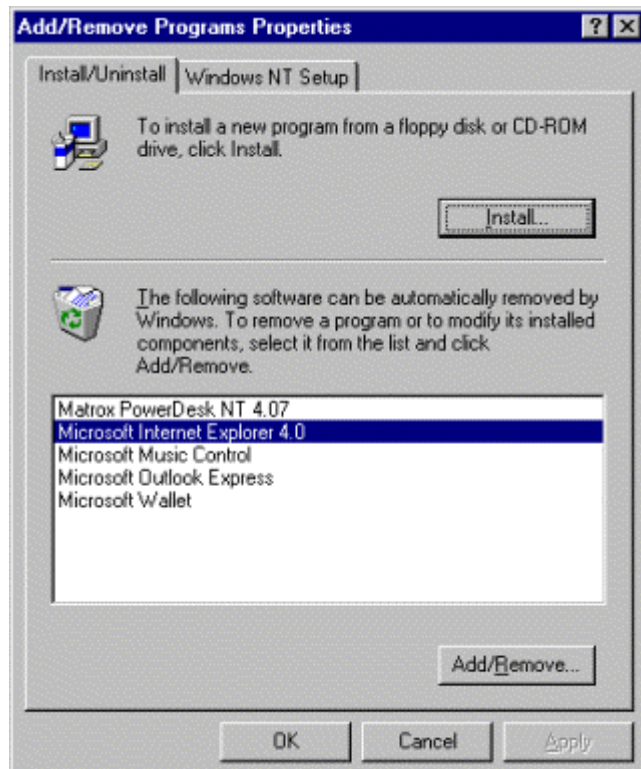 Add/Remove Programs Properties
Install/Uninstall
Windows NT Setup
To install a new program from a floppy disk or CD-ROM
drive, click Install.
Install...
The following software can be automatically removed by
Windows. To remove a program or to modify its installed
components, select it from the list and click
Add/Remove.
Matrox PowerDesk NT 4.07
Microsoft Internet Explorer 4.0
Microsoft Music Control
Microsoft Outlook Express
Microsoft Wallet
Add/Remove...
OK
Cancel
Apply